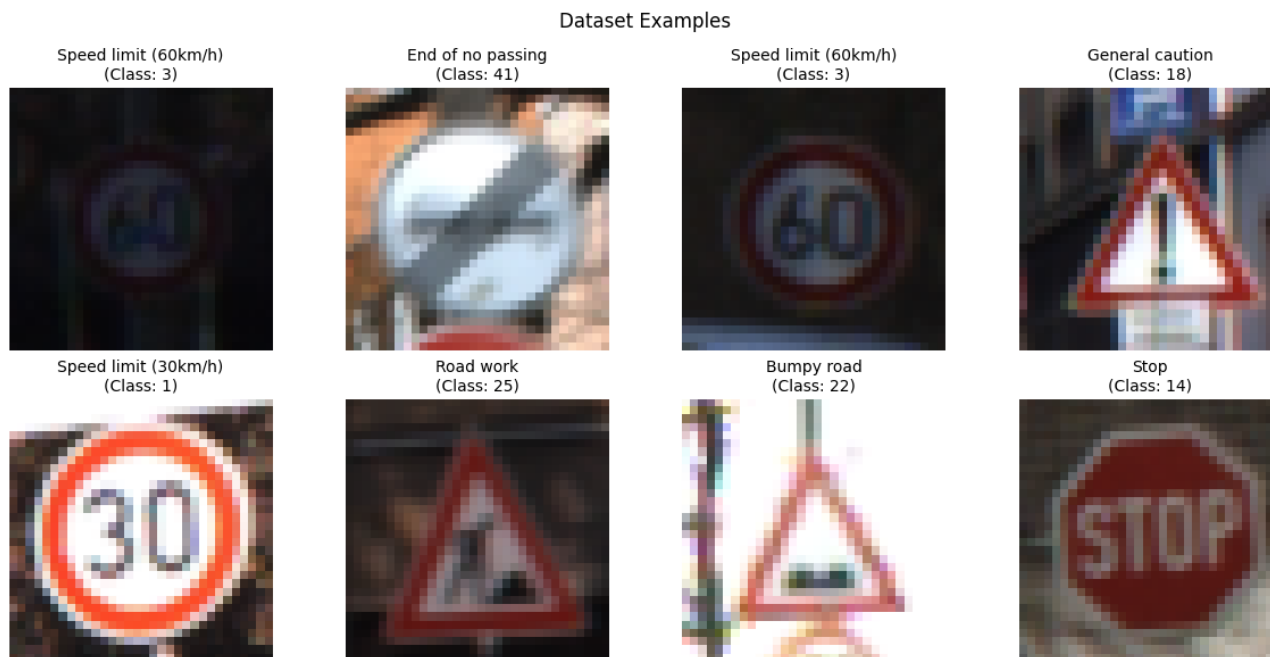 Dataset Examples
Speed limit (60km/h)
(Class: 3)
End of no passing
(Class: 41)
Speed limit (60km/h)
(Class: 3)
General caution
(Class: 18)
60
60
Speed limit (30km/h)
(Class: 1)
Road work
(Class: 25)
Bumpy road
(Class: 22)
Stop
(Class: 14)
30
STOP